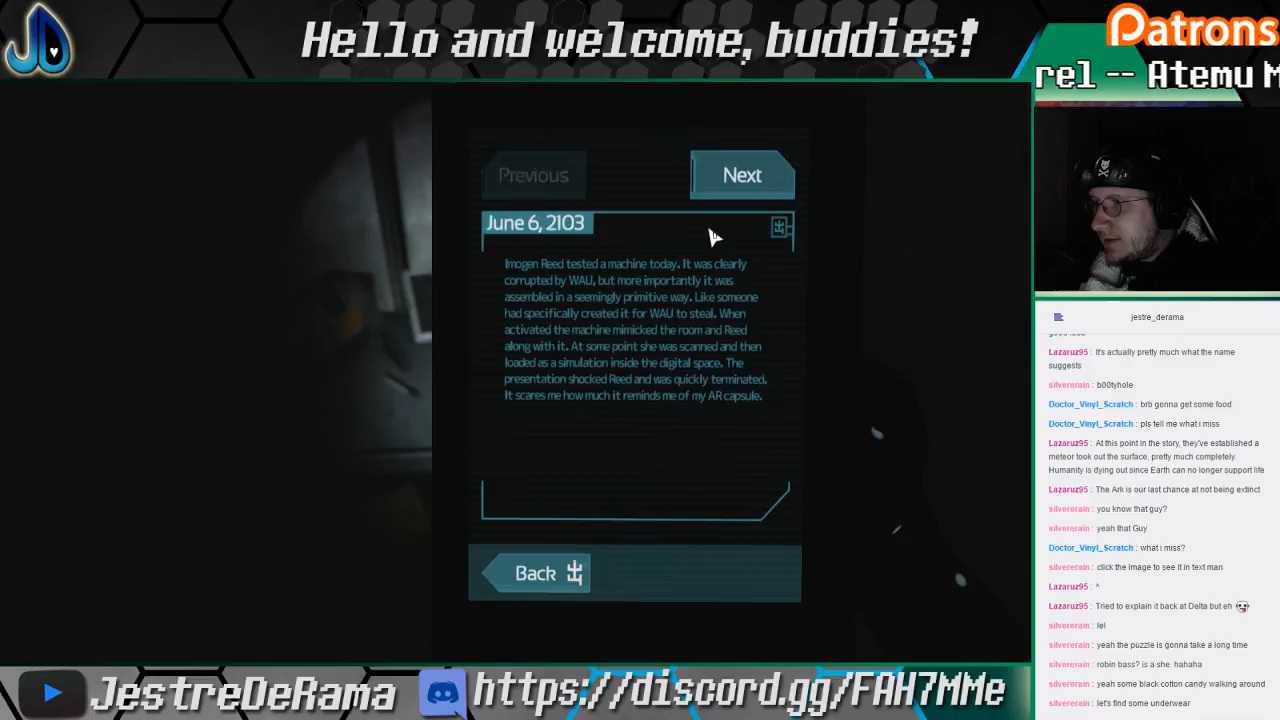 Hello and welcome, buddies!
Patrons
rel -- Atemu M
Previous
Next
June 6, 2103
Imogen Reed tested a machine today. It was clearly
corrupted by WAU, but more importantly it was
assembled in a seemingly primitive way. Like someone
had specifically created it for WAU to steal. When
activated the machine mimicked the room and Reed
along with it. At some point she was scanned and then
loaded as a simulation inside the digital space. The
presentation shocked Reed and was quickly terminated.
It scares me how much it reminds me of my AR capsule.
Back
jestre_derama
Lazaruz95 : It's actually pretty much what the name
suggests
silvererain : b00tyhole
Doctor_Vinyl_Scratch : brb gonna get some food
Doctor_Vinyl_Scratch : pls tell me what i miss
Lazaruz95 : At this point in the story, they've established a
meteor took out the surface, pretty much completely.
Humanity is dying out since Earth can no longer support life
Lazaruz95 : The Ark is our last chance at not being extinct
silvererain : you know that guy?
silvererain : yeah that Guy
Doctor_Vinyl_Scratch : what i miss?
silvererain : click the image to see it in text man
Lazaruz95 : ^
Lazaruz95 : Tried to explain it back at Delta but eh
silvererain : lel
silvererain : yeah the puzzle is gonna take a long time
silvererain : robin bass? is a she. hahaha
silvererain : yeah some black cotton candy walking around
silvererain : let's find some underwear
JestreDeRama
https://discord.gg/FAH7MMe